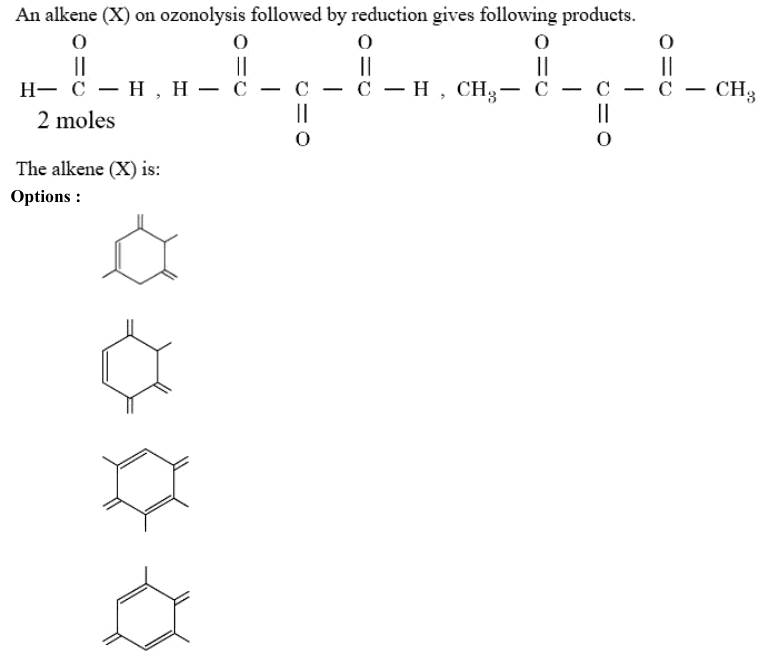 An alkene (X) on ozonolysis followed by reduction gives following products.
O O O O O
|| || || || ||
H— C — H , H — C — C — C — H , CH₃— C — C — C — CH₃
2 moles || ||
O O
The alkene (X) is:
Options :